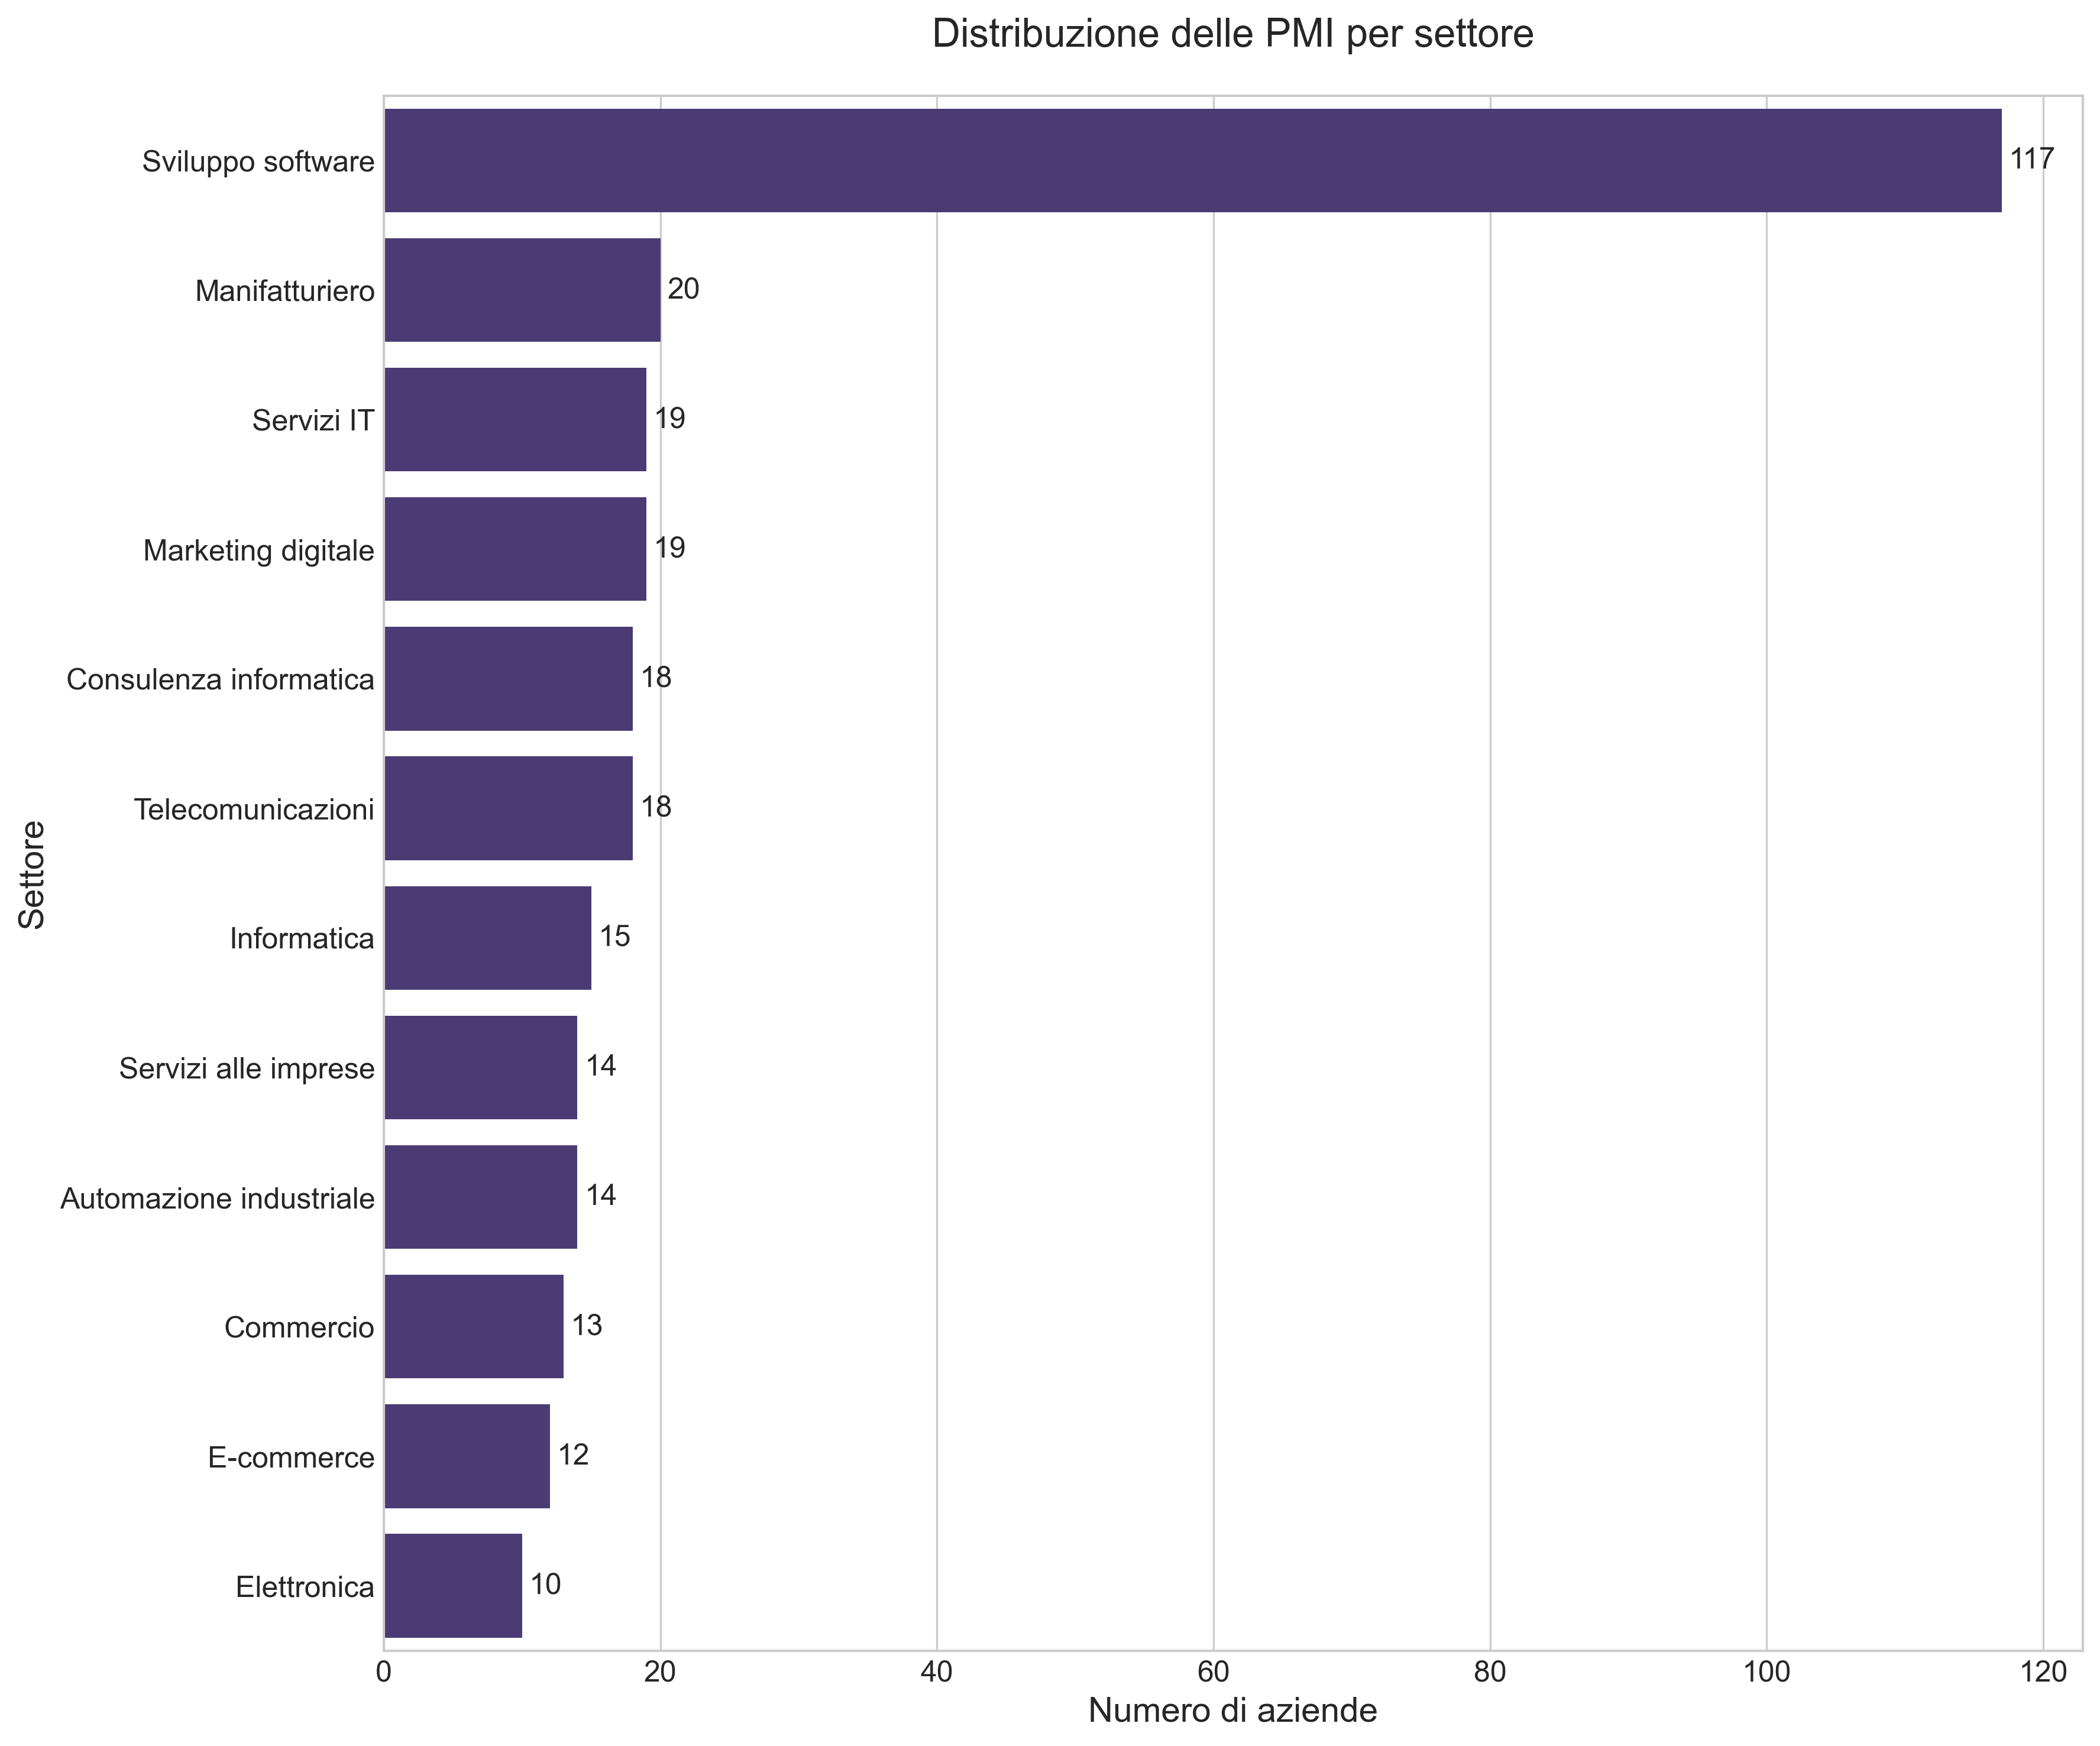 Distribuzione delle PMI per settore
Sviluppo software 117
Manifatturiero 20
Servizi IT 19
Marketing digitale 19
Consulenza informatica 18
Telecomunicazioni 18
Informatica 15
Servizi alle imprese 14
Automazione industriale 14
Commercio 13
E-commerce 12
Elettronica 10
Settore
0 20 40 60 80 100 120
Numero di aziende